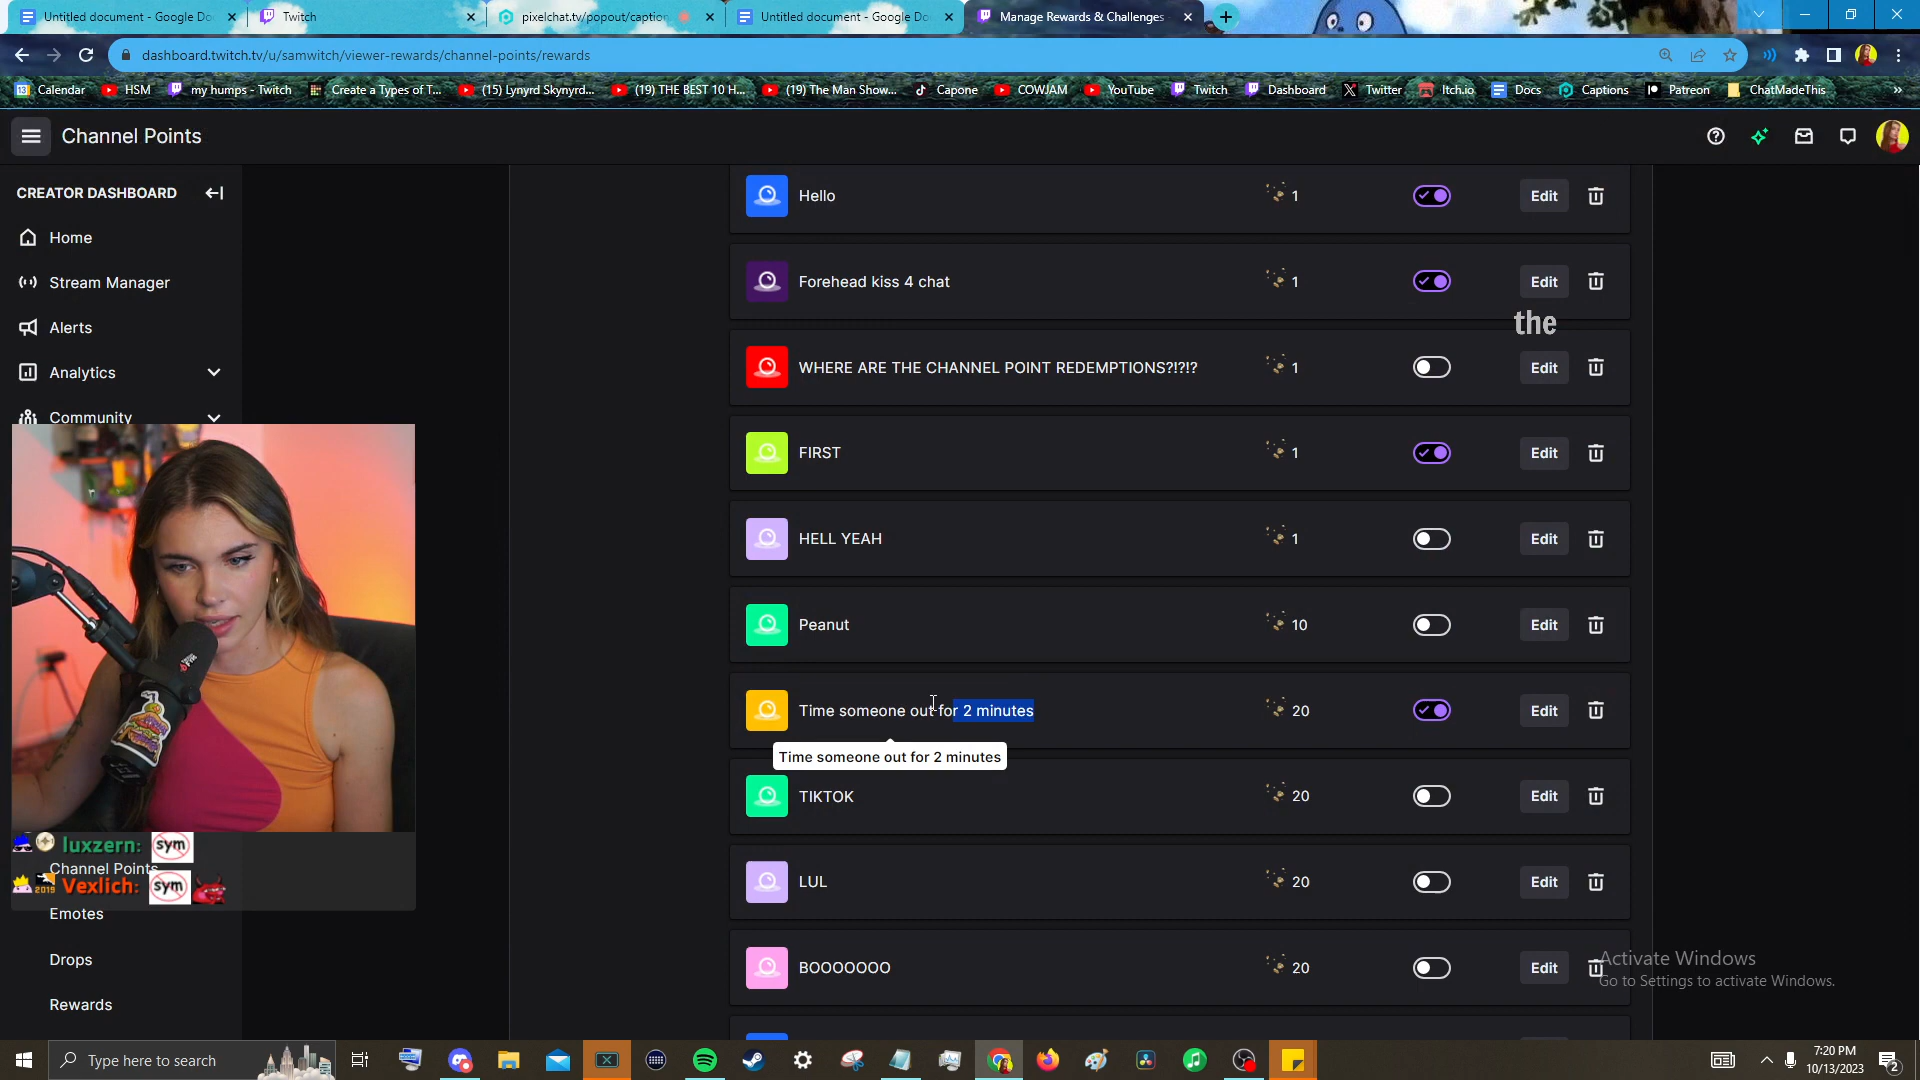 Untitled document - Google Do
Twitch
pixelchat.tv/popout/caption
Untitled document - Google Do
Manage Rewards & Challenges
dashboard.twitch.tv/u/samwitch/viewer-rewards/channel-points/rewards
Calendar
HSM
my humps - Twitch
Create a Types of T...
(15) Lynyrd Skynyrd...
(19) THE BEST 10 H...
(19) The Man Show...
Capone
COWJAM
YouTube
Twitch
Dashboard
Twitter
Itch.io
Docs
Captions
Patreon
ChatMadeThis
»
Channel Points
CREATOR DASHBOARD
Home
Stream Manager
Alerts
Analytics
Community
luxzern: sym
Channel Points
2019 Vexlich: sym
Emotes
Drops
Rewards
Hello 1 Edit
Forehead kiss 4 chat 1 Edit
the
WHERE ARE THE CHANNEL POINT REDEMPTIONS?!?!? 1 Edit
FIRST 1 Edit
HELL YEAH 1 Edit
Peanut 10 Edit
Time someone out for 2 minutes 20 Edit
Time someone out for 2 minutes
TIKTOK 20 Edit
LUL 20 Edit
BOOOOOOO 20 Edit
Activate Windows
Go to Settings to activate Windows.
Type here to search
7:20 PM
10/13/2023
2